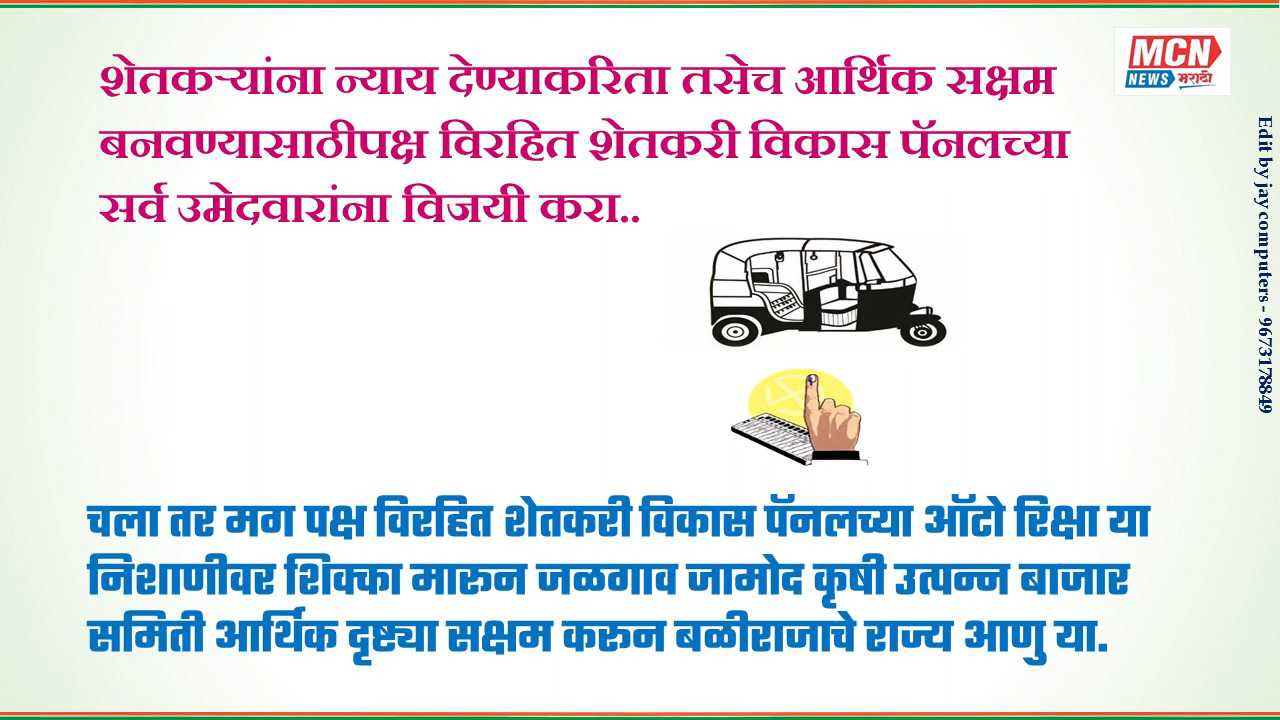 शेतकऱ्यांना न्याय देण्याकरिता तसेच आर्थिक सक्षम
बनवण्यासाठीपक्ष विरहित शेतकरी विकास पॅनलच्या
सर्व उमेदवारांना विजयी करा..
MCN
NEWS मराठी
Edit by jay computers - 9673178849
चला तर मग पक्ष विरहित शेतकरी विकास पॅनलच्या ऑटो रिक्षा या
निशाणीवर शिक्का मारून जळगाव जामोद कृषी उत्पन्न बाजार
समिती आर्थिक दृष्ट्या सक्षम करून बळीराजाचे राज्य आणु या.